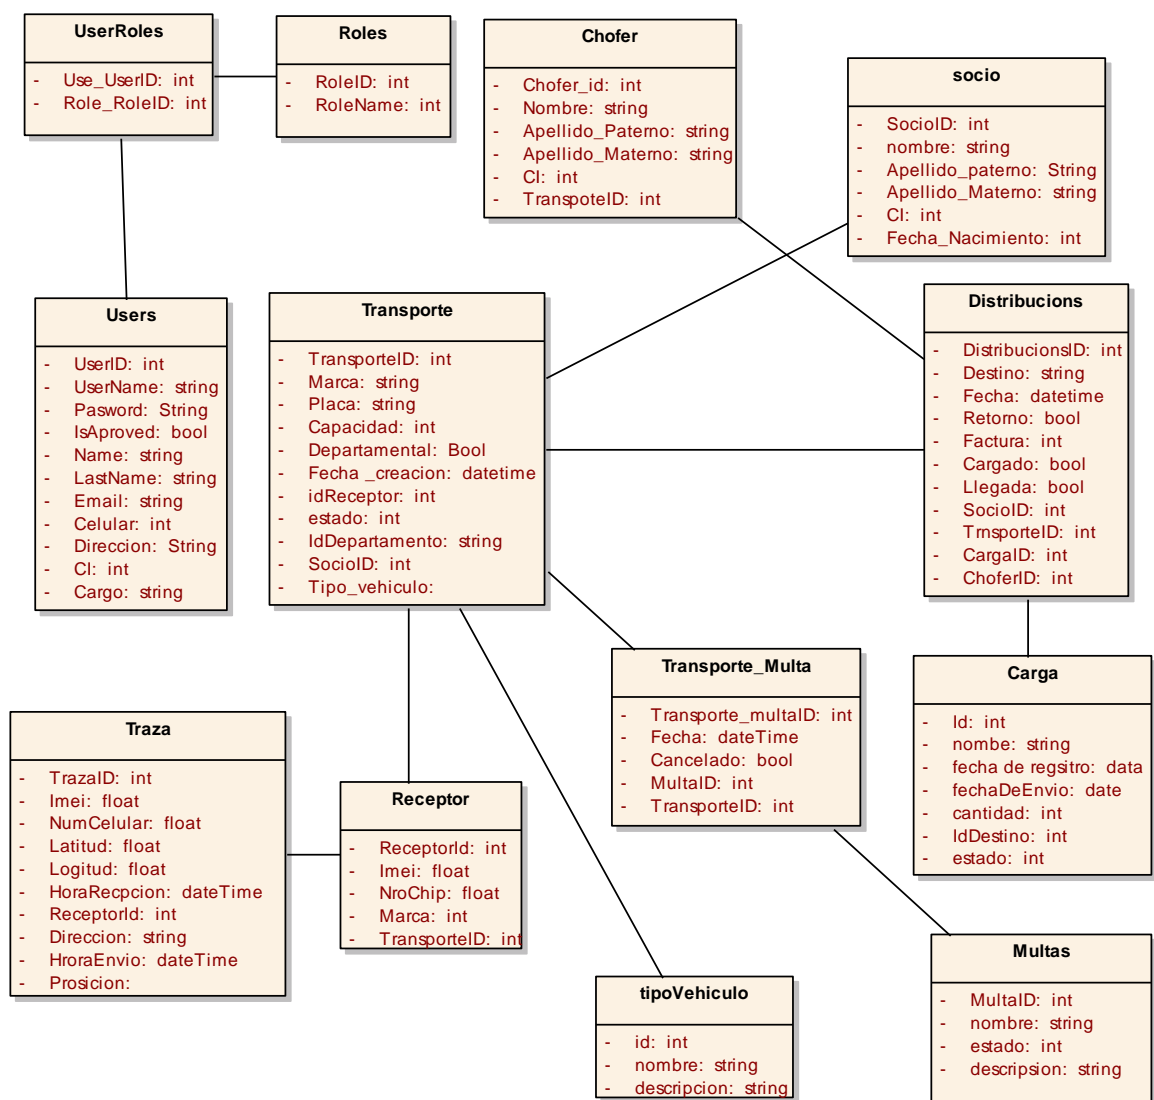 UserRoles
- Use_UserID: int
- Role_RoleID: int
Roles
- RoleID: int
- RoleName: int
Chofer
- Chofer_id: int
- Nombre: string
- Apellido_Paterno: string
- Apellido_Materno: string
- CI: int
- TranspoteID: int
socio
- SocioID: int
- nombre: string
- Apellido_paterno: String
- Apellido_Materno: string
- CI: int
- Fecha_Nacimiento: int
Users
- UserID: int
- UserName: string
- Pasword: String
- IsAproved: bool
- Name: string
- LastName: string
- Email: string
- Celular: int
- Direccion: String
- CI: int
- Cargo: string
Transporte
- TransporteID: int
- Marca: string
- Placa: string
- Capacidad: int
- Departamental: Bool
- Fecha _creacion: datetime
- idReceptor: int
- estado: int
- IdDepartamento: string
- SocioID: int
- Tipo_vehiculo:
Distribucions
- DistribucionsID: int
- Destino: string
- Fecha: datetime
- Retorno: bool
- Factura: int
- Cargado: bool
- Llegada: bool
- SocioID: int
- TrnsporteID: int
- CargaID: int
- ChoferID: int
Transporte_Multa
- Transporte_multaID: int
- Fecha: dateTime
- Cancelado: bool
- MultaID: int
- TransporteID: int
Carga
- Id: int
- nombe: string
- fecha de regsitro: data
- fechaDeEnvio: date
- cantidad: int
- IdDestino: int
- estado: int
Traza
- TrazaID: int
- Imei: float
- NumCelular: float
- Latitud: float
- Logitud: float
- HoraRecpcion: dateTime
- ReceptorId: int
- Direccion: string
- HroraEnvio: dateTime
- Prosicion:
Receptor
- ReceptorId: int
- Imei: float
- NroChip: float
- Marca: int
- TransporteID: int
tipoVehiculo
- id: int
- nombre: string
- descripcion: string
Multas
- MultaID: int
- nombre: string
- estado: int
- descripsion: string